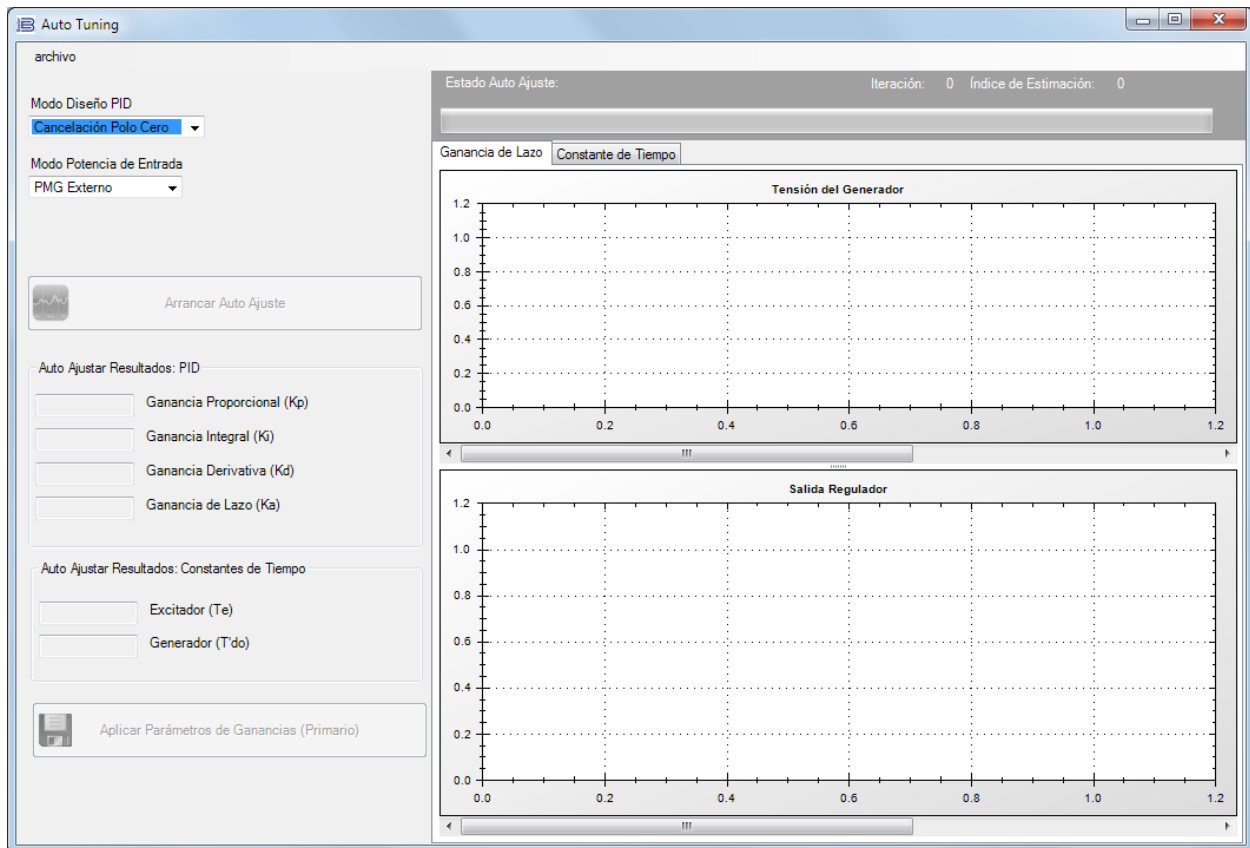 Auto Tuning
archivo
Modo Diseño PID
Cancelación Polo Cero
Modo Potencia de Entrada
PMG Externo
Arrancar Auto Ajuste
Auto Ajustar Resultados: PID
Ganancia Proporcional (Kp)
Ganancia Integral (Ki)
Ganancia Derivativa (Kd)
Ganancia de Lazo (Ka)
Auto Ajustar Resultados: Constantes de Tiempo
Excitador (Te)
Generador (T'do)
Aplicar Parámetros de Ganancias (Primario)
Estado Auto Ajuste: Iteración: 0 Índice de Estimación: 0
Ganancia de Lazo Constante de Tiempo
Tensión del Generador
1.2
1.0
0.8
0.6
0.4
0.2
0.0
0.0 0.2 0.4 0.6 0.8 1.0 1.2
Salida Regulador
1.2
1.0
0.8
0.6
0.4
0.2
0.0
0.0 0.2 0.4 0.6 0.8 1.0 1.2